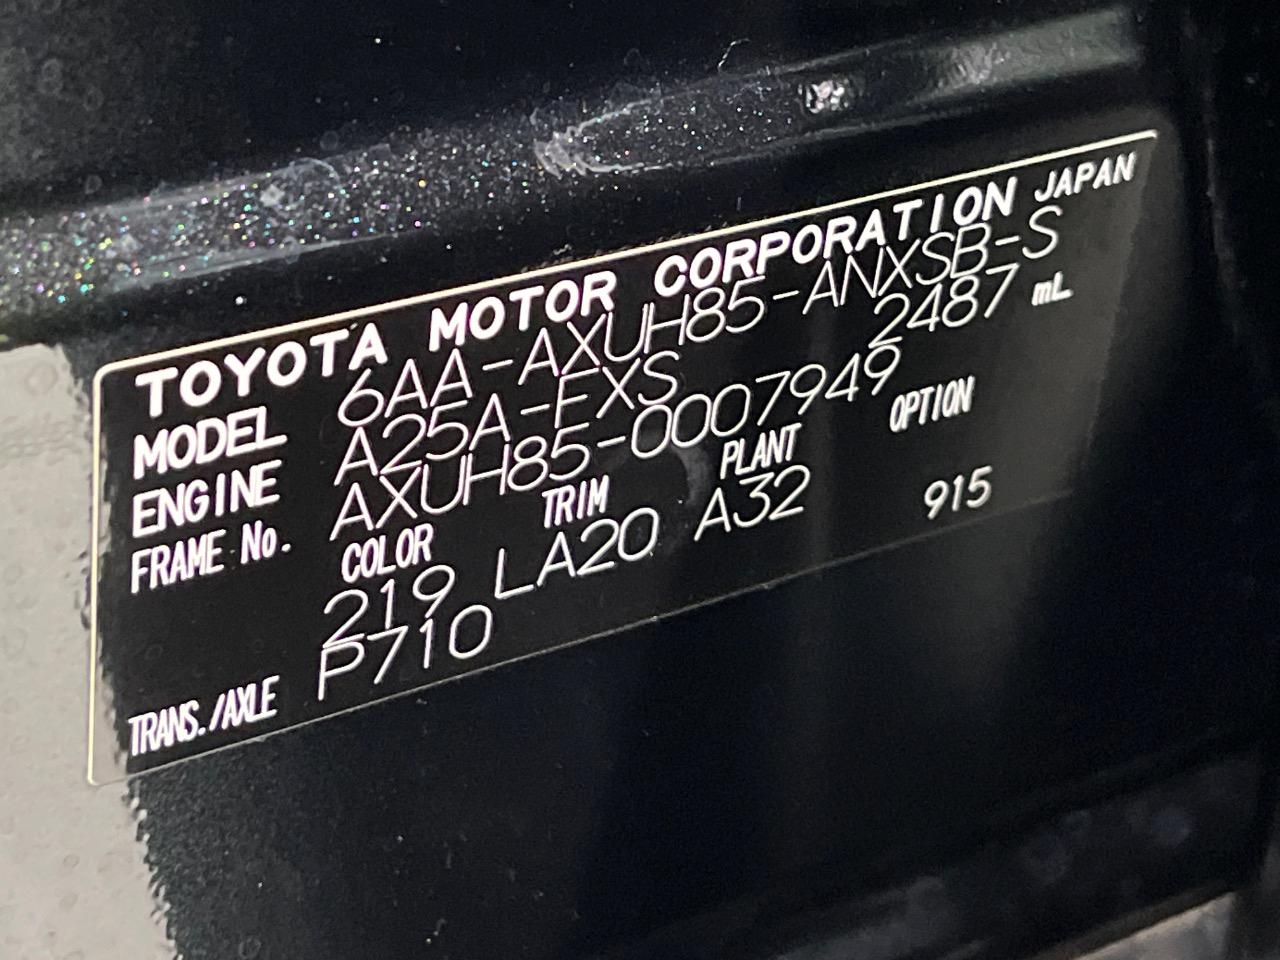 TOYOTA MOTOR CORPORATION JAPAN
MODEL 6AA-AXUH85-ANXSB-S
ENGINE A25A-FXS 2487 mL
FRAME No. AXUH85-0007949
COLOR TRIM PLANT OPTION
219 LA20 A32 915
TRANS./AXLE P710